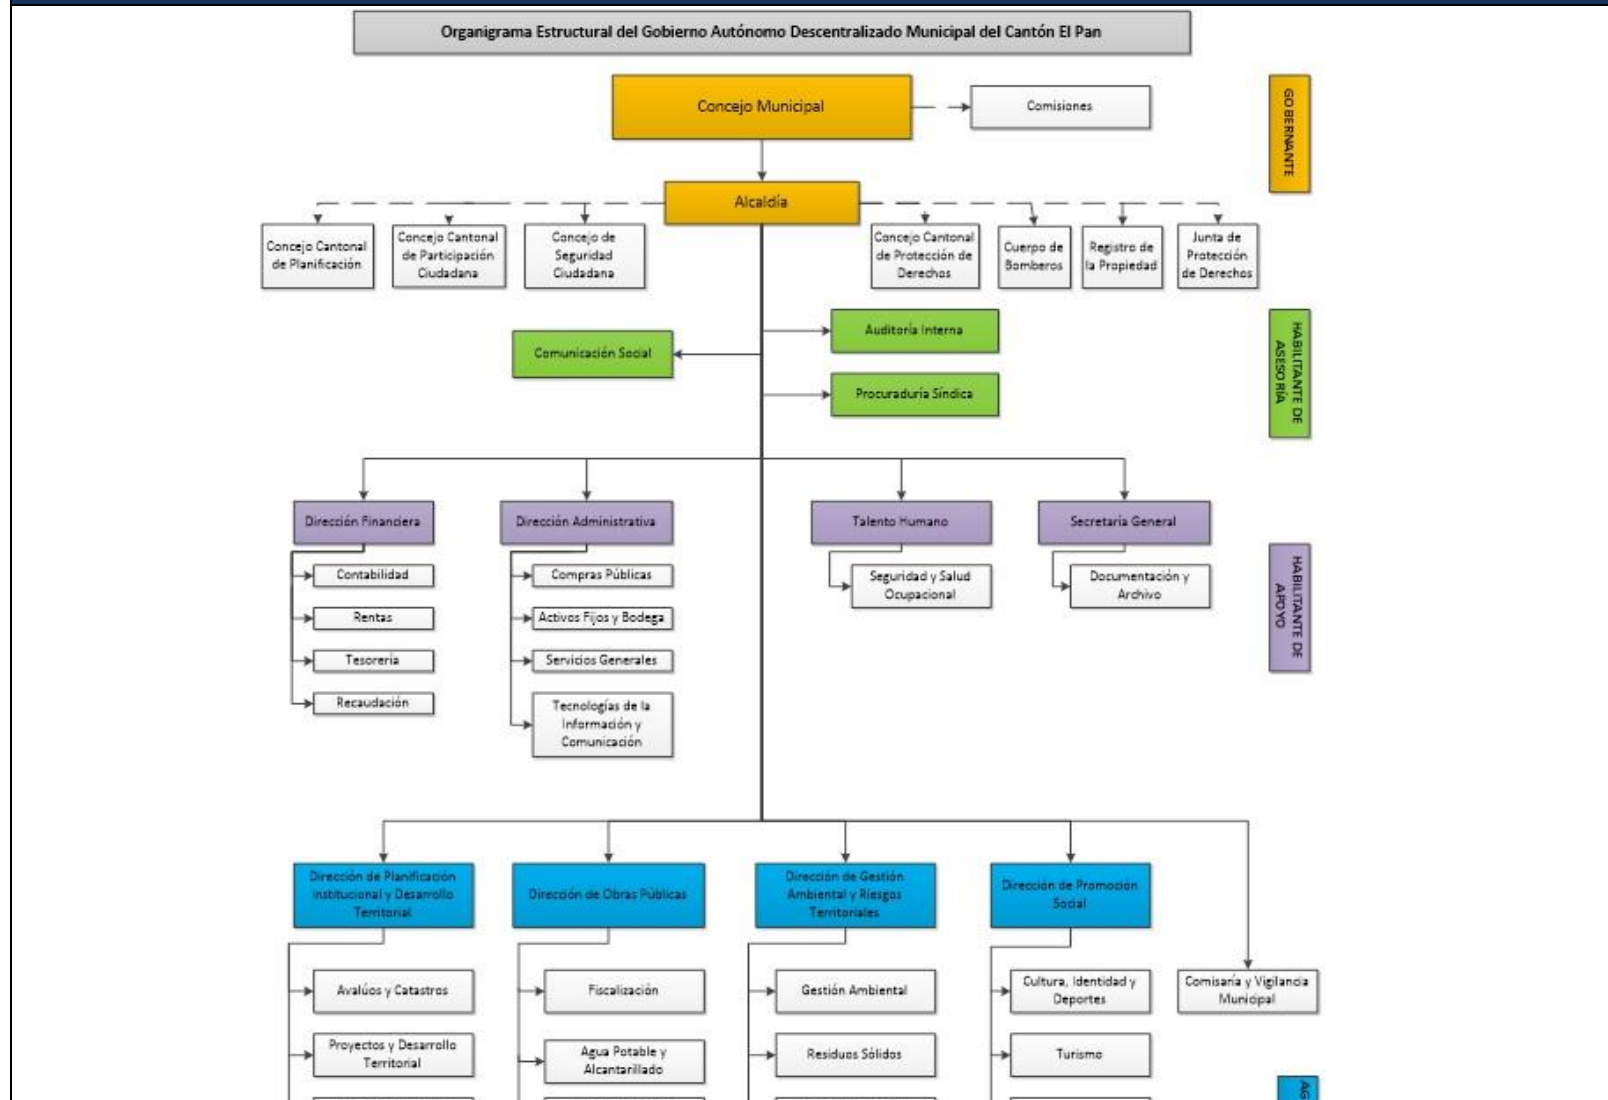 Organigrama Estructural del Gobierno Autónomo Descentralizado Municipal del Cantón El Pan
Concejo Municipal
Comisiones
GOBERNANTE
Alcaldía
Concejo Cantonal
de Planificación
Concejo Cantonal
de Participación
Ciudadana
Concejo de
Seguridad
Ciudadana
Concejo Cantonal
de Protección de
Derechos
Cuerpo de
Bomberos
Registro de
la Propiedad
Junta de
Protección
de Derechos
Auditoría Interna
Comunicación Social
Procuraduría Síndica
HABILITANTE DE
ASESORÍA
Dirección Financiera
Dirección Administrativa
Talento Humano
Secretaría General
Contabilidad
Rentas
Tesorería
Recaudación
Compras Públicas
Activos Fijos y Bodega
Servicios Generales
Tecnologías de la
Información y
Comunicación
Seguridad y Salud
Ocupacional
Documentación y
Archivo
HABILITANTE DE
APOYO
Dirección de Planificación
Institucional y Desarrollo
Territorial
Dirección de Obras Públicas
Dirección de Gestión
Ambiental y Riesgos
Territoriales
Dirección de Promoción
Social
Avalúos y Catastros
Proyectos y Desarrollo
Territorial
Fiscalización
Agua Potable y
Alcantarillado
Gestión Ambiental
Residuos Sólidos
Cultura, Identidad y
Deportes
Turismo
Comisaría y Vigilancia
Municipal
AG